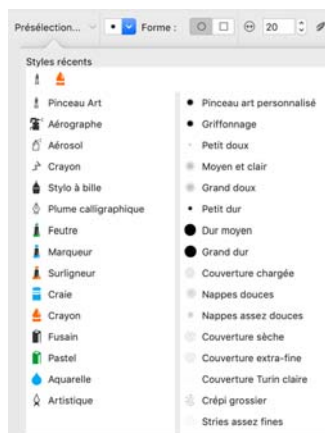 Présélection...
Forme :
20
Styles récents
Pinceau Art
Aérographe
Aérosol
Crayon
Stylo à bille
Plume calligraphique
Feutre
Marqueur
Surligneur
Craie
Crayon
Fusain
Pastel
Aquarelle
Artistique
Pinceau art personnalisé
Griffonnage
Petit doux
Moyen et clair
Grand doux
Petit dur
Dur moyen
Grand dur
Couverture chargée
Nappes douces
Nappes assez douces
Couverture sèche
Couverture extra-fine
Couverture Turin claire
Crépi grossier
Stries assez fines